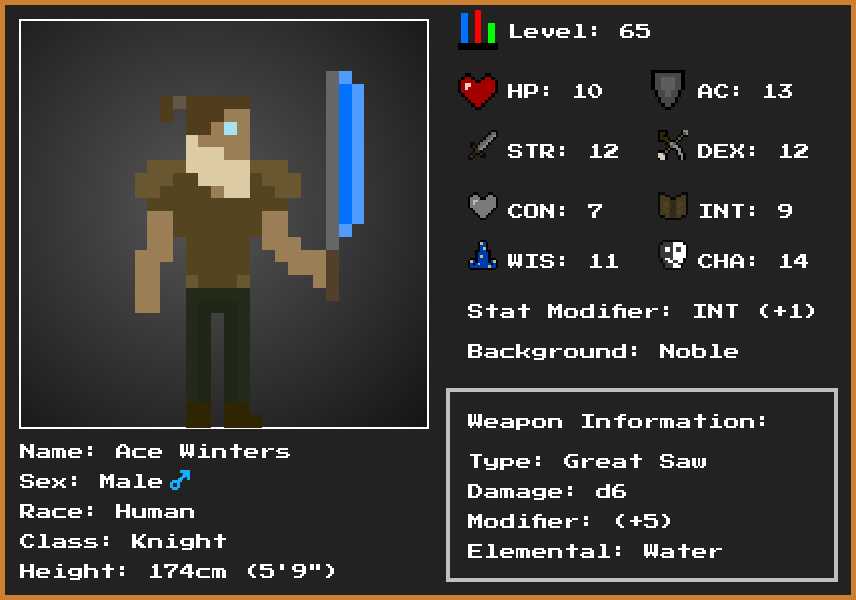 Level: 65
HP: 10
AC: 13
STR: 12
DEX: 12
CON: 7
INT: 9
WIS: 11
CHA: 14
Stat Modifier: INT (+1)
Background: Noble
Weapon Information:
Type: Great Saw
Damage: d6
Modifier: (+5)
Elemental: Water
Name: Ace Winters
Sex: Male ♂
Race: Human
Class: Knight
Height: 174cm (5'9")